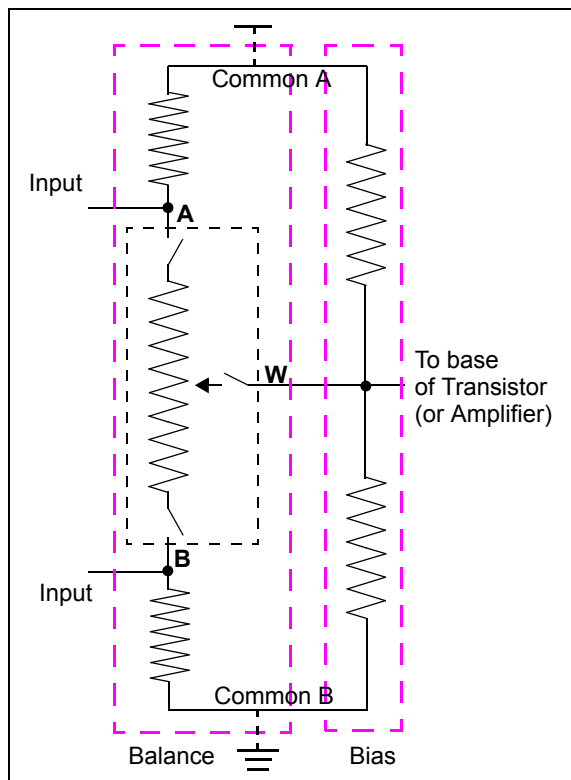 Common A
Input
A
W
To base
of Transistor
(or Amplifier)
B
Input
Common B
Balance
Bias